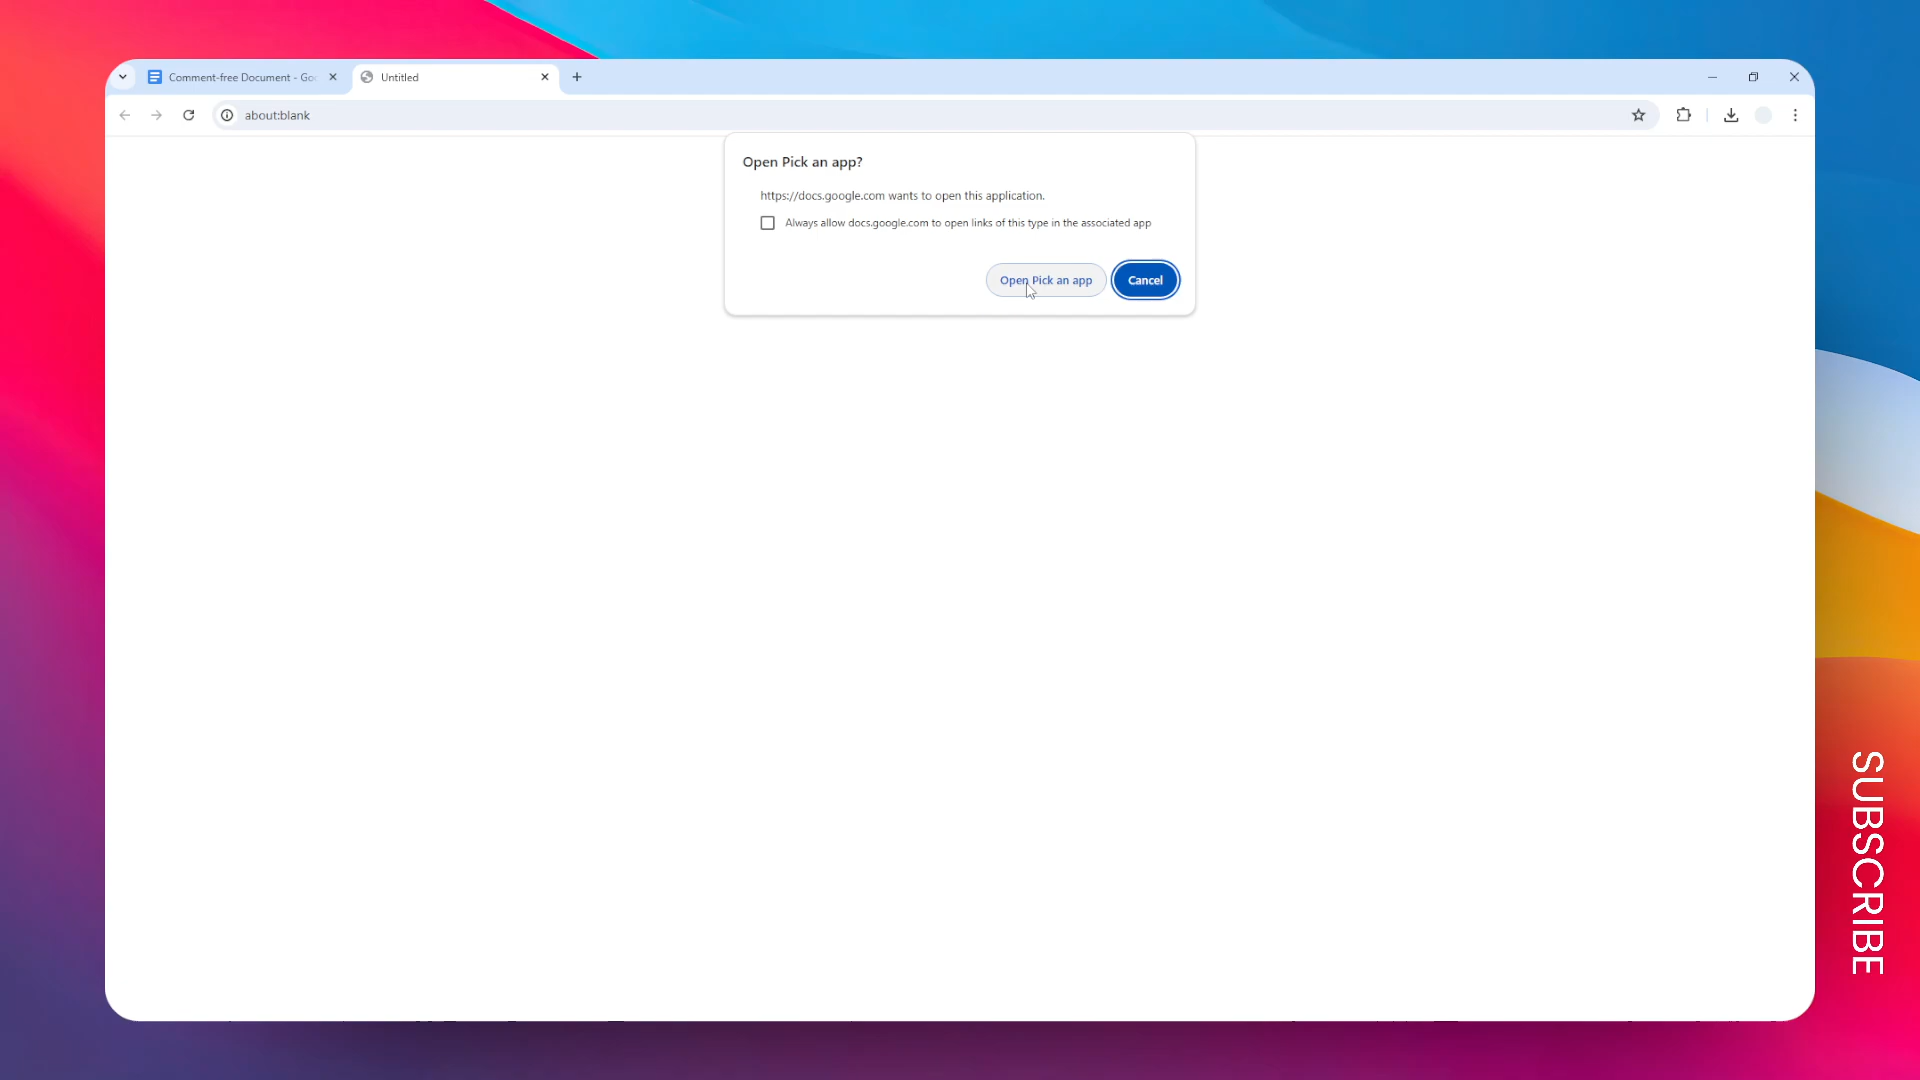 Comment-free Document - Goo
Untitled
about:blank
Open Pick an app?
https://docs.google.com wants to open this application.
Always allow docs.google.com to open links of this type in the associated app
Open Pick an app
Cancel
SUBSCRIBE